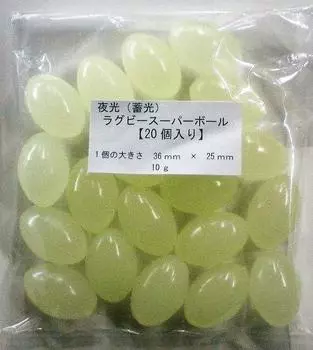 夜光（蓄光）
ラグビースーパーボール
【20個入り】
1個の大きさ　36mm　×　25mm
10g